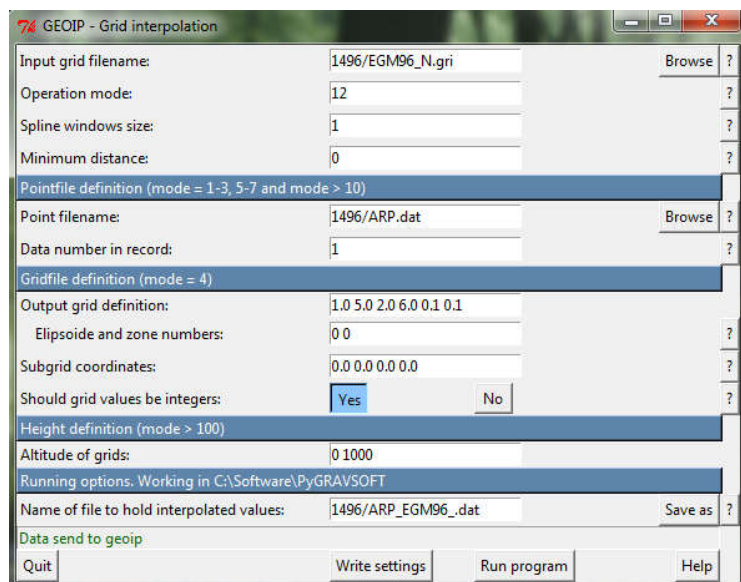 GEOIP - Grid interpolation
Input grid filename: 1496/EGM96_N.gri Browse ?
Operation mode: 12 ?
Spline windows size: 1 ?
Minimum distance: 0 ?
Pointfile definition (mode = 1-3, 5-7 and mode > 10)
Point filename: 1496/ARP.dat Browse ?
Data number in record: 1 ?
Gridfile definition (mode = 4)
Output grid definition: 1.0 5.0 2.0 6.0 0.1 0.1
Elipsoide and zone numbers: 0 0 ?
Subgrid coordinates: 0.0 0.0 0.0 0.0 ?
Should grid values be integers: Yes No ?
Height definition (mode > 100)
Altitude of grids: 0 1000
Running options. Working in C:\Software\PyGRAVSOFT
Name of file to hold interpolated values: 1496/ARP_EGM96_.dat Save as ?
Data send to geoip
Quit Write settings Run program Help